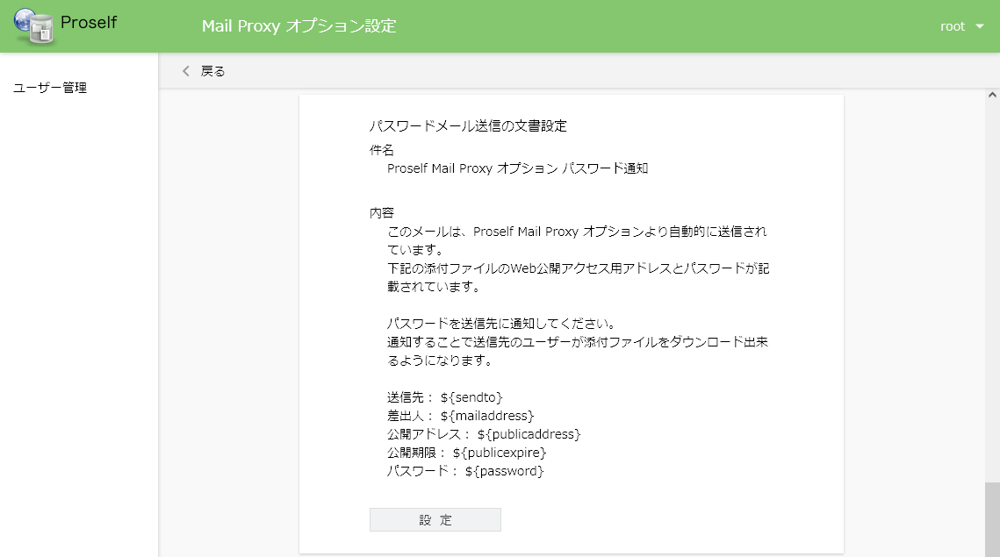 Proself
Mail Proxy オプション設定
root
ユーザー管理
戻る
パスワードメール送信の文書設定
件名
Proself Mail Proxy オプション パスワード通知
内容
このメールは、Proself Mail Proxy オプションより自動的に送信され
ています。
下記の添付ファイルのWeb公開アクセス用アドレスとパスワードが記
載されています。
パスワードを送信先に通知してください。
通知することで送信先のユーザーが添付ファイルをダウンロード出来
るようになります。
送信先： ${sendto}
差出人： ${mailaddress}
公開アドレス： ${publicaddress}
公開期限： ${publicexpire}
パスワード： ${password}
設 定